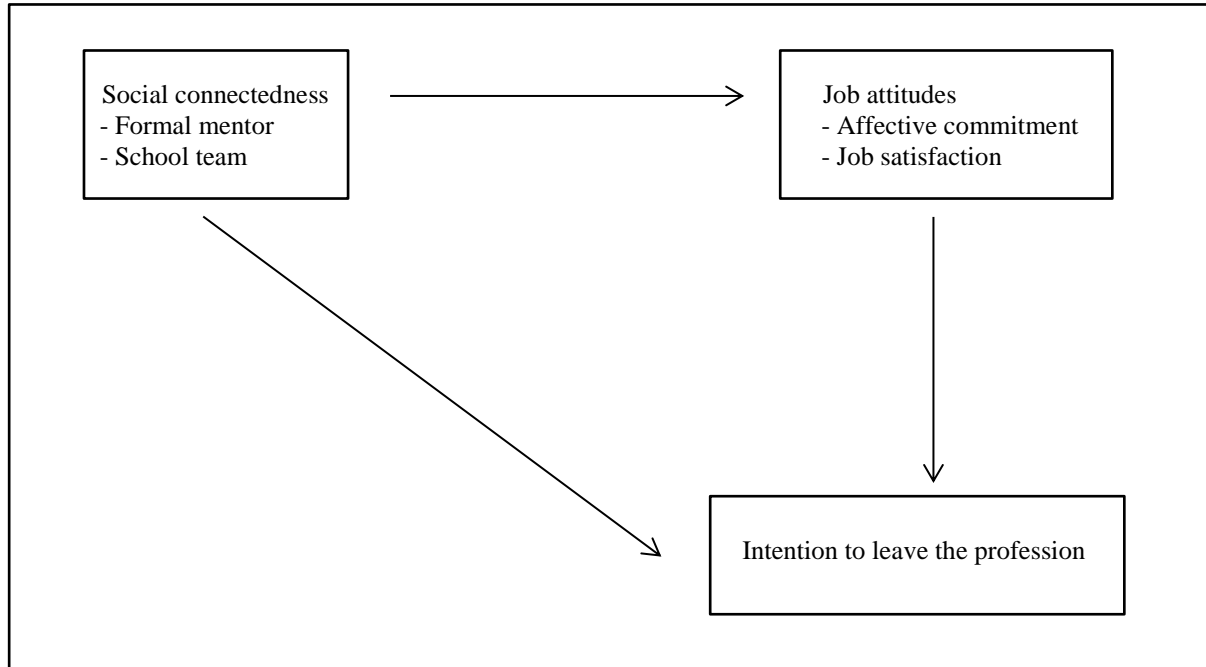 Social connectedness
- Formal mentor
- School team
Job attitudes
- Affective commitment
- Job satisfaction
Intention to leave the profession